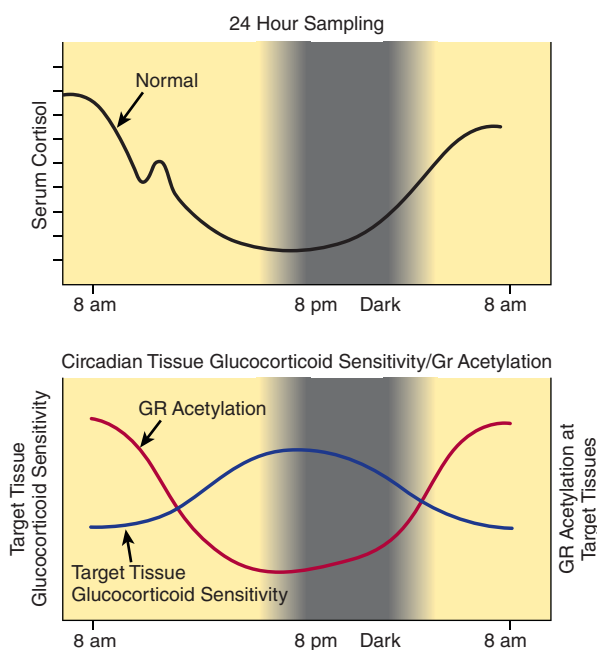 24 Hour Sampling
Serum Cortisol
Normal
8 am
8 pm
Dark
8 am
Circadian Tissue Glucocorticoid Sensitivity/Gr Acetylation
Target Tissue
Glucocorticoid Sensitivity
GR Acetylation
Target Tissue
Glucocorticoid Sensitivity
GR Acetylation at
Target Tissues
8 am
8 pm
Dark
8 am